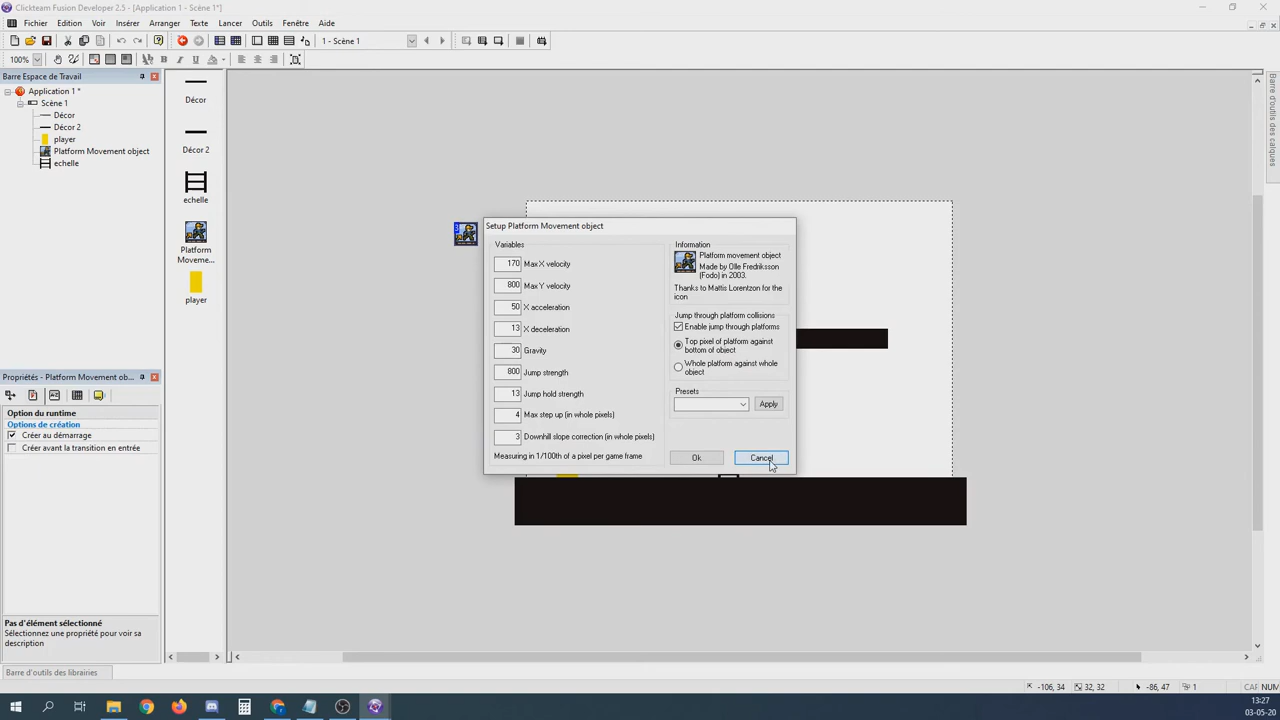 Clickteam Fusion Developer 2.5 - [Application 1 - Scène 1*]
Fichier Edition Voir Insérer Arranger Texte Lancer Outils Fenêtre Aide
1 - Scène 1
100%
Barre Espace de Travail
Application 1 *
Scène 1
Décor
Décor 2
player
Platform Movement object
echelle
Décor
Décor 2
echelle
Platform
Moveme...
player
Barre d'outils des calques
Setup Platform Movement object
Variables
170 Max X velocity
800 Max Y velocity
50 X acceleration
13 X deceleration
30 Gravity
800 Jump strength
13 Jump hold strength
4 Max step up (in whole pixels)
3 Downhill slope correction (in whole pixels)
Measuring in 1/100th of a pixel per game frame
Information
Platform movement object
Made by Olle Fredriksson
(Fodo) in 2003.
Thanks to Mattis Lorentzon for the
icon
Jump through platform collisions
Enable jump through platforms
Top pixel of platform against
bottom of object
Whole platform against whole
object
Presets
Apply
Ok
Cancel
Propriétés - Platform Movement ob...
Option du runtime
Options de création
Créer au démarrage
Créer avant la transition en entrée
Pas d'élément sélectionné
Sélectionnez une propriété pour voir sa
description
Barre d'outils des librairies
-106, 34
32, 32
-86, 47
1
CAP NUM
13:27
03-05-20